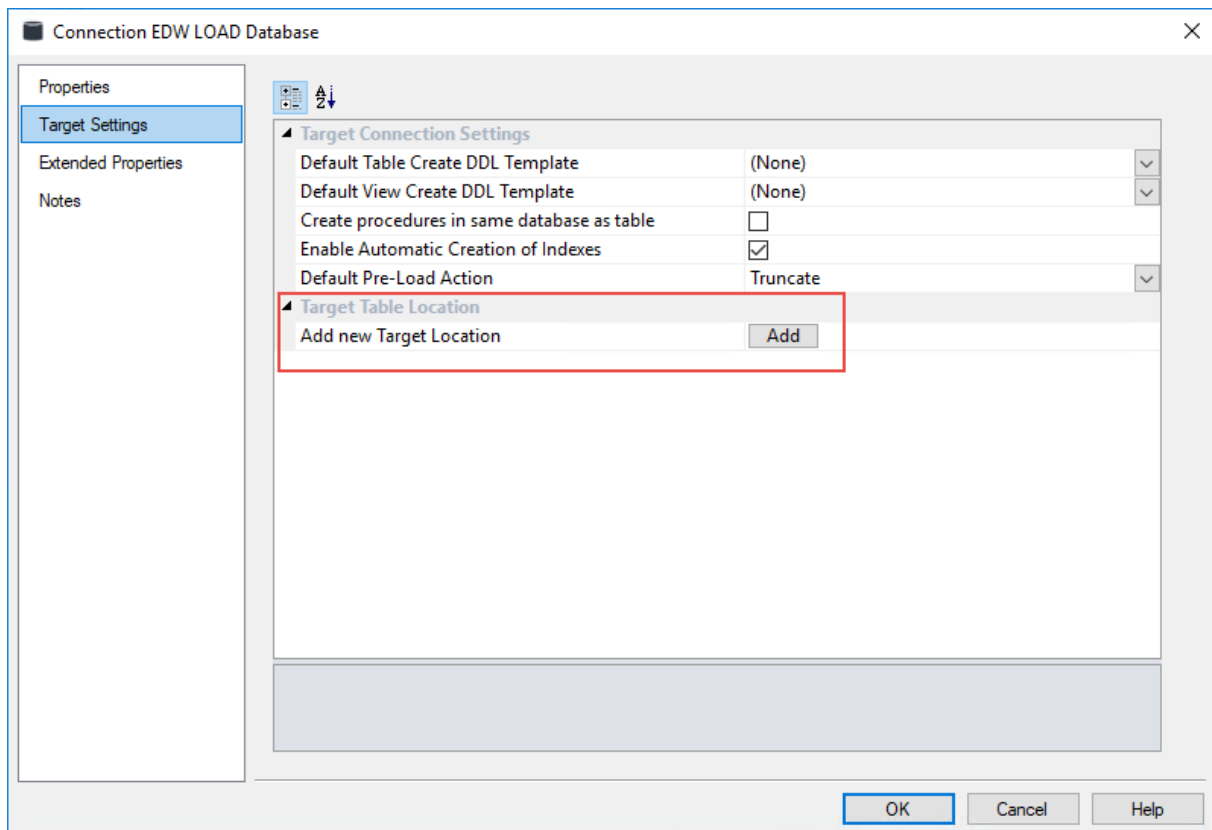 Connection EDW LOAD Database
Properties
Target Settings
Extended Properties
Notes
Target Connection Settings
Default Table Create DDL Template (None)
Default View Create DDL Template (None)
Create procedures in same database as table
Enable Automatic Creation of Indexes
Default Pre-Load Action Truncate
Target Table Location
Add new Target Location Add
OK Cancel Help